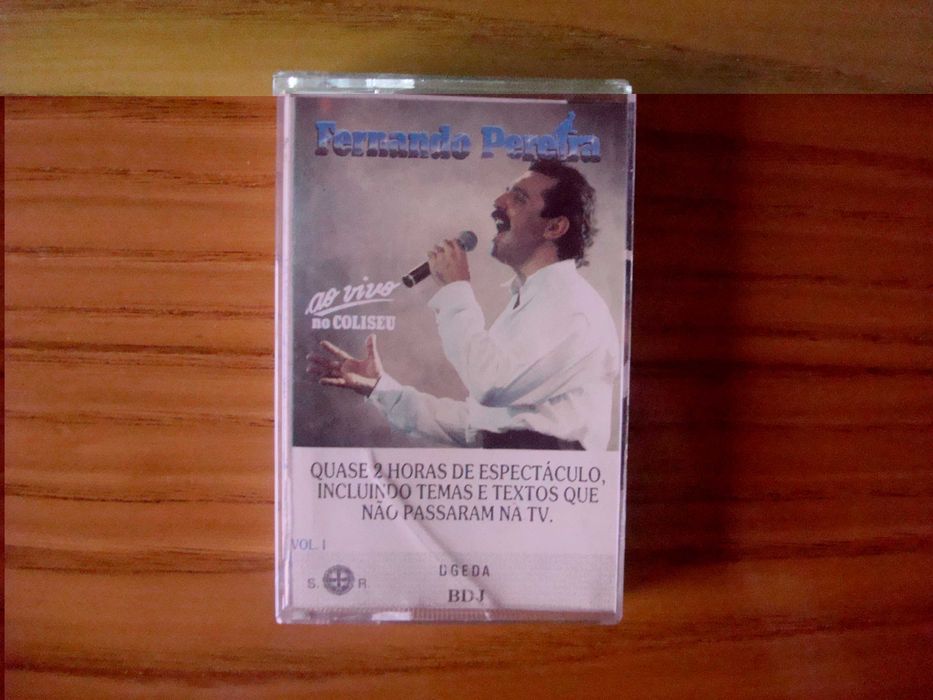 Fernando Pereira
ao vivo
no COLISEU
QUASE 2 HORAS DE ESPECTÁCULO,
INCLUINDO TEMAS E TEXTOS QUE
NÃO PASSARAM NA TV.
VOL. I
S. R.
DGEDA
BDJ